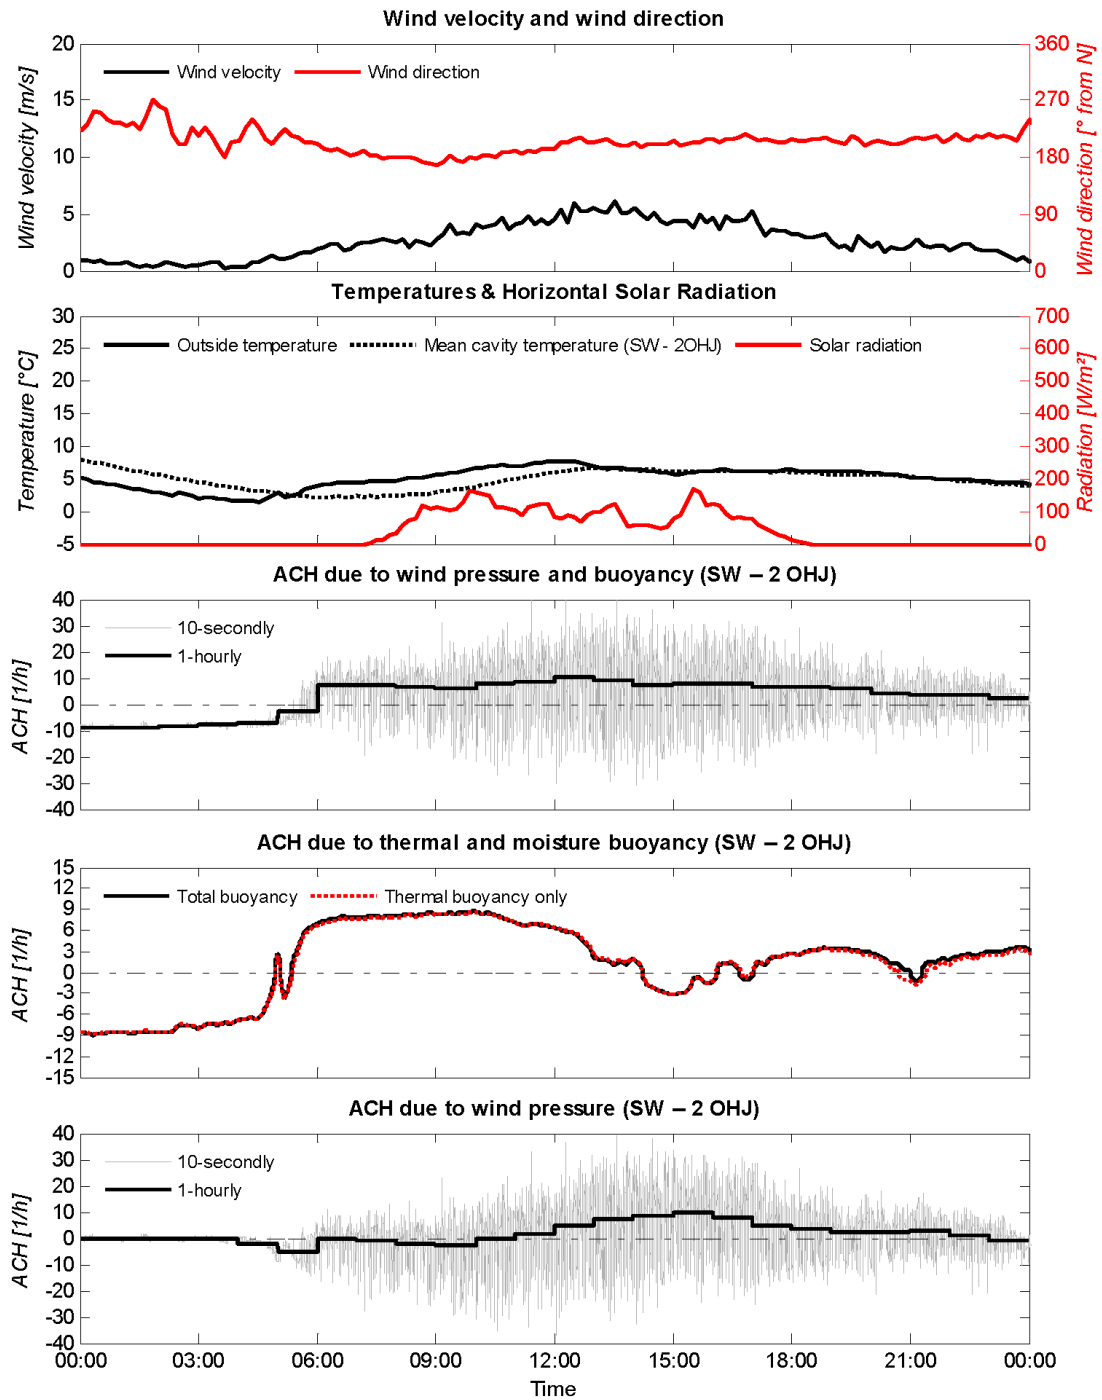 Wind velocity and wind direction
20
15
10
5
0
Wind velocity [m/s]
Wind velocity
Wind direction
360
270
180
90
0
Wind direction [° from N]
Temperatures & Horizontal Solar Radiation
30
25
20
15
10
5
0
-5
Temperature [°C]
Outside temperature
Mean cavity temperature (SW - 2OHJ)
Solar radiation
700
600
500
400
300
200
100
0
Radiation [W/m²]
ACH due to wind pressure and buoyancy (SW – 2 OHJ)
40
30
20
10
0
-10
-20
-30
-40
ACH [1/h]
10-secondly
1-hourly
ACH due to thermal and moisture buoyancy (SW – 2 OHJ)
15
12
9
6
3
0
-3
-6
-9
-12
-15
ACH [1/h]
Total buoyancy
Thermal buoyancy only
ACH due to wind pressure (SW – 2 OHJ)
40
30
20
10
0
-10
-20
-30
-40
ACH [1/h]
10-secondly
1-hourly
00:00 03:00 06:00 09:00 12:00 15:00 18:00 21:00 00:00
Time